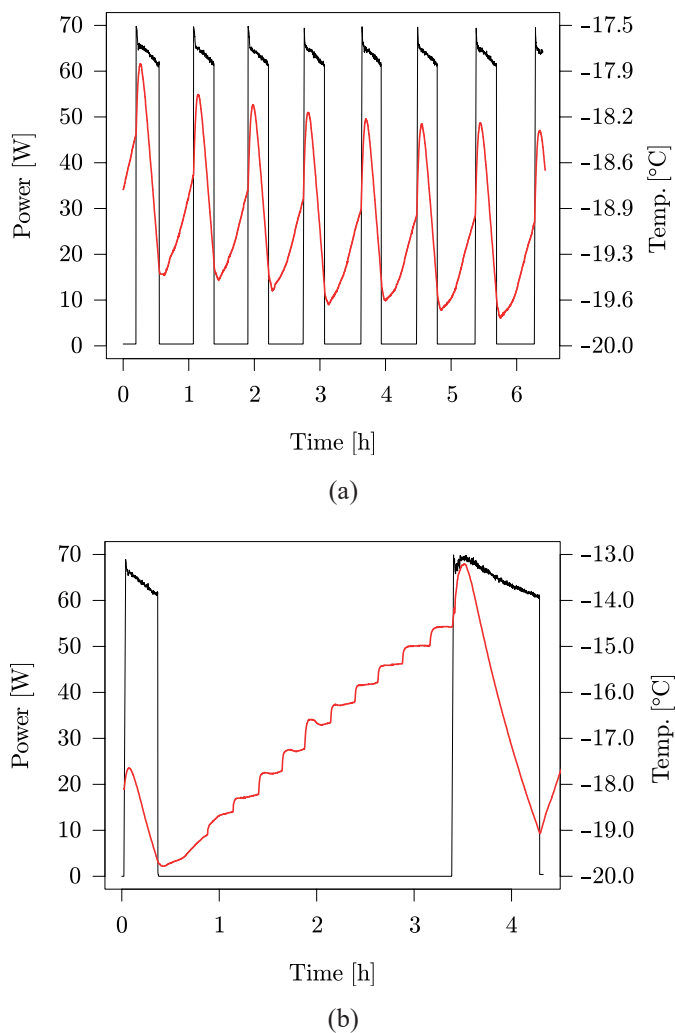 70 60 50 40 30 20 10 0
Power [W]
–17.5 –17.9 –18.2 –18.6 –18.9 –19.3 –19.6 –20.0
Temp. [°C]
0 1 2 3 4 5 6
Time [h]
(a)
70 60 50 40 30 20 10 0
Power [W]
–13.0 –14.0 –15.0 –16.0 –17.0 –18.0 –19.0 –20.0
Temp. [°C]
0 1 2 3 4
Time [h]
(b)